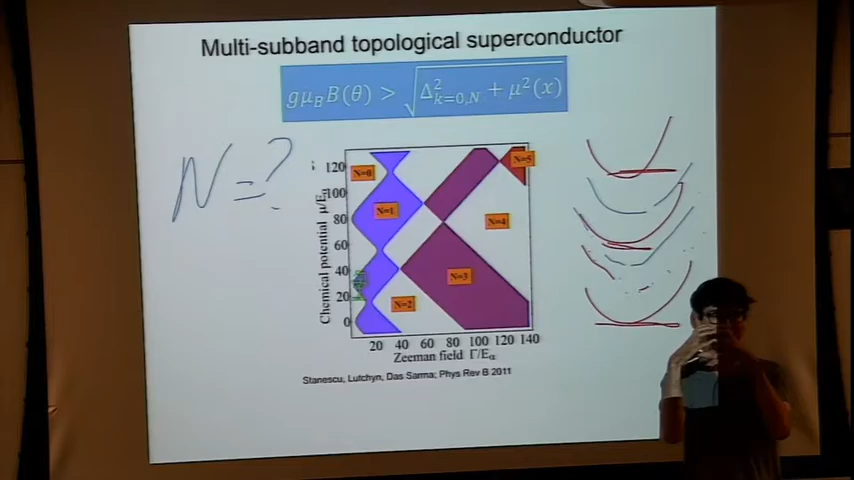 Multi-subband topological superconductor
gμ_B B(θ) > √(Δ²_{k=0,N} + μ²(x))
N=?
Chemical potential μ/Eα
120
100
80
60
40
20
0
N=0
N=1
N=2
N=3
N=4
N=5
20 40 60 80 100 120 140
Zeeman field Γ/Eα
Stanescu, Lutchyn, Das Sarma; Phys Rev B 2011